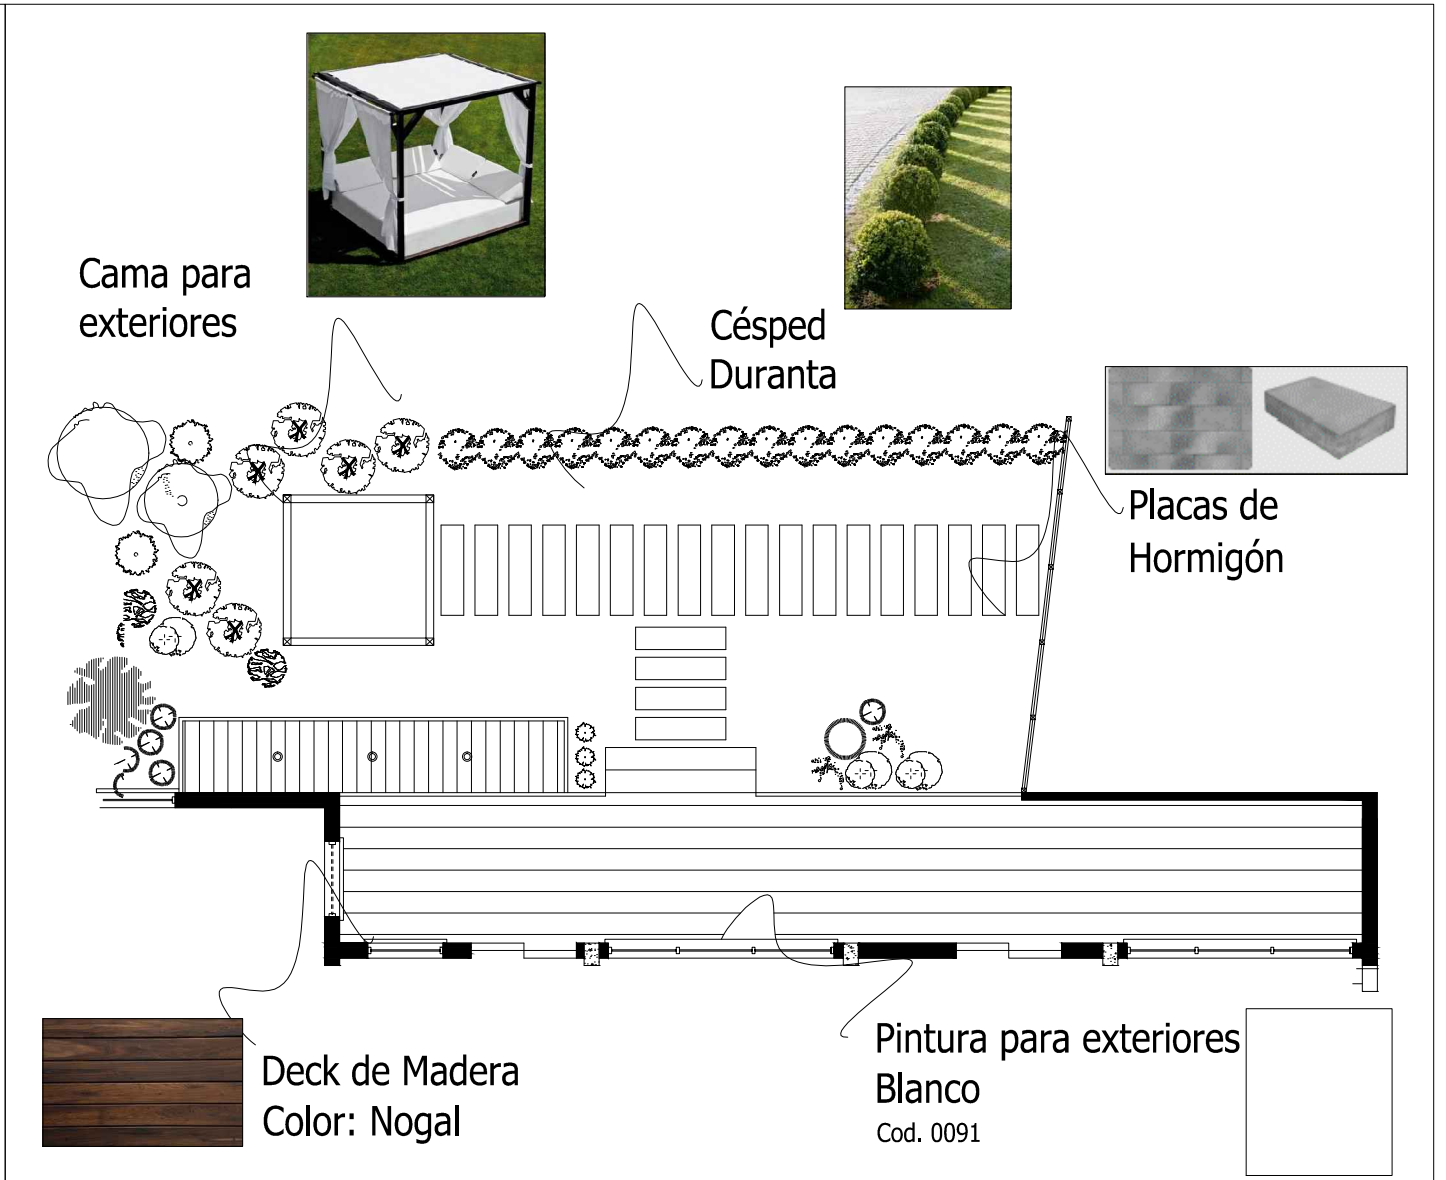 Cama para
exteriores
Césped
Duranta
Placas de
Hormigón
Deck de Madera
Color: Nogal
Pintura para exteriores
Blanco
Cod. 0091